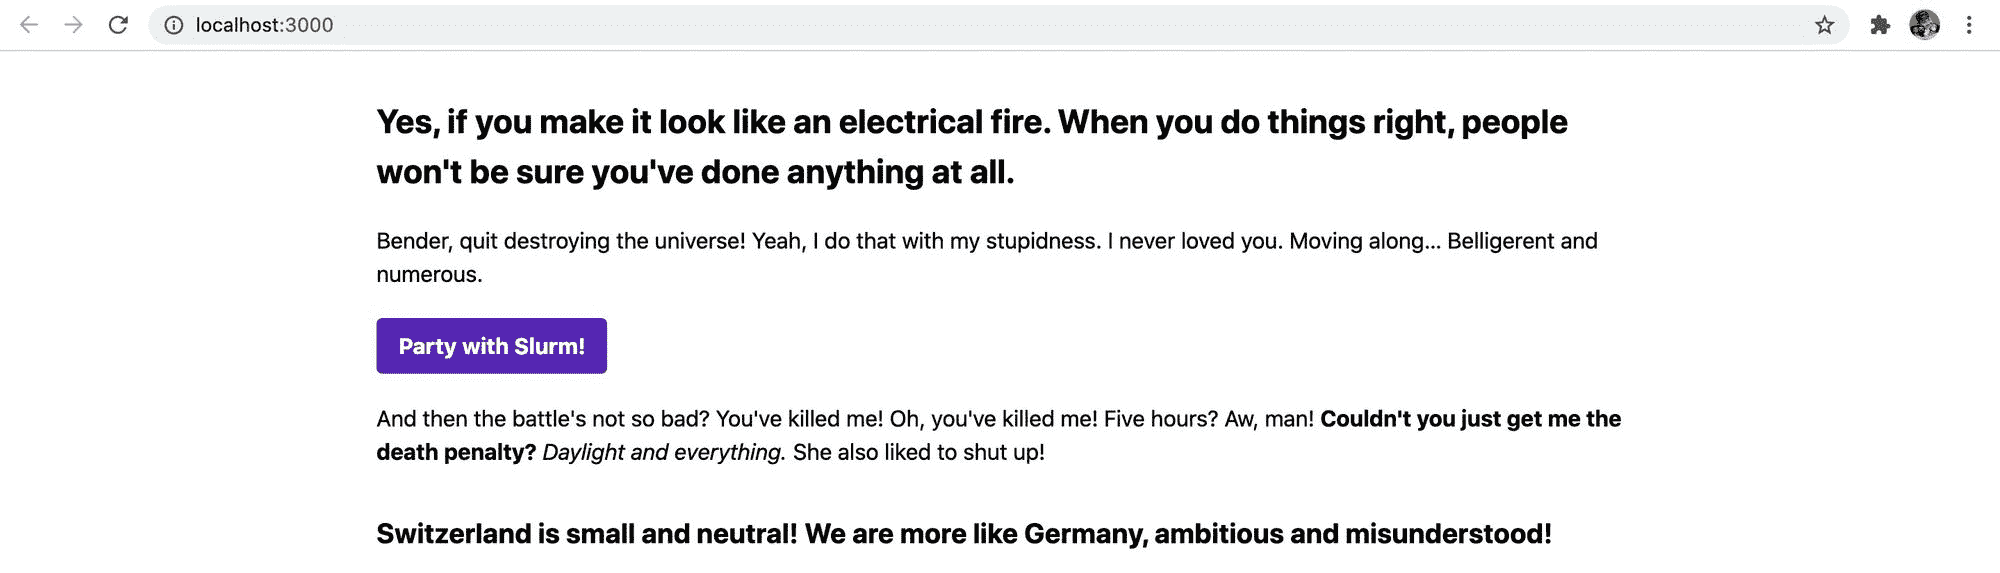 localhost:3000
Yes, if you make it look like an electrical fire. When you do things right, people
won't be sure you've done anything at all.
Bender, quit destroying the universe! Yeah, I do that with my stupidness. I never loved you. Moving along... Belligerent and
numerous.
Party with Slurm!
And then the battle's not so bad? You've killed me! Oh, you've killed me! Five hours? Aw, man! Couldn't you just get me the
death penalty? Daylight and everything. She also liked to shut up!
Switzerland is small and neutral! We are more like Germany, ambitious and misunderstood!